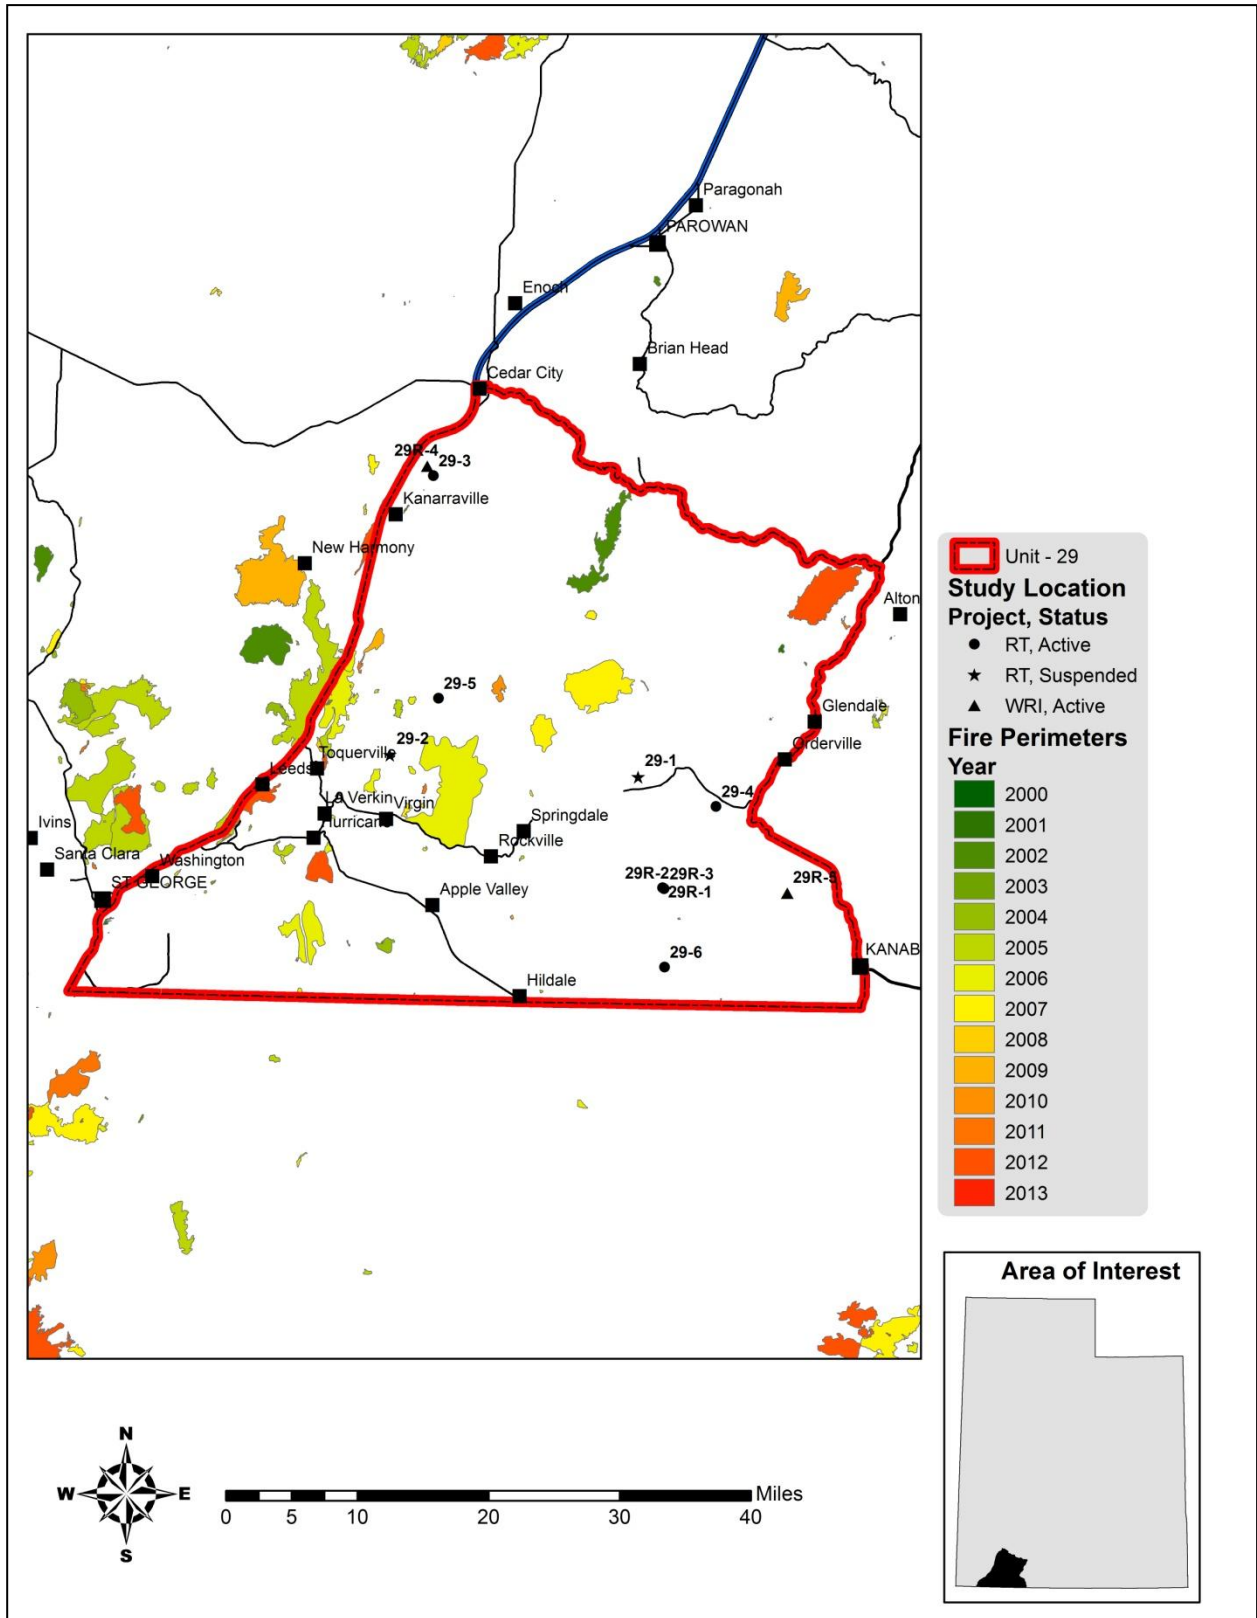 Paragonah
PAROWAN
Enoch
Brian Head
Cedar City
29R-4
29-3
Kanarraville
New Harmony
Alton
29-5
Glendale
29-2
Orderville
Toquerville
29-1
Leeds
29-4
La Verkin
Virgin
Springdale
Ivins
Hurricane
Rockville
Santa Clara
Washington
29R-2 29R-3
29R-5
ST GEORGE
Apple Valley
29R-1
29-6
KANAB
Hildale
Unit - 29
Study Location
Project, Status
RT, Active
RT, Suspended
WRI, Active
Fire Perimeters
Year
2000
2001
2002
2003
2004
2005
2006
2007
2008
2009
2010
2011
2012
2013
Area of Interest
N
W E
S
Miles
0 5 10 20 30 40